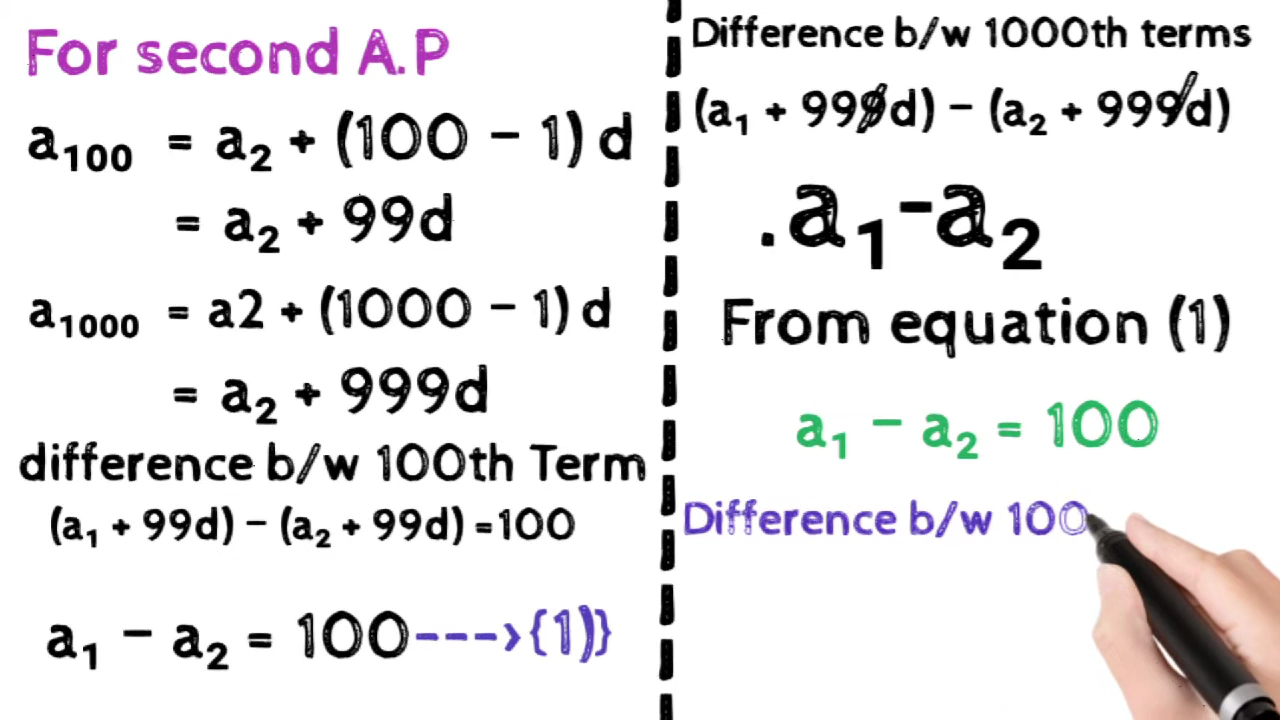 For second A.P
a₁₀₀ = a₂ + (100 - 1) d
= a₂ + 99d
a₁₀₀₀ = a2 + (1000 - 1) d
= a₂ + 999d
difference b/w 100th Term
(a₁ + 99d) - (a₂ + 99d) = 100
a₁ - a₂ = 100--->{1)}
Difference b/w 1000th terms
(a₁ + 999d) - (a₂ + 999d)
.a₁-a₂
From equation (1)
a₁ - a₂ = 100
Difference b/w 100